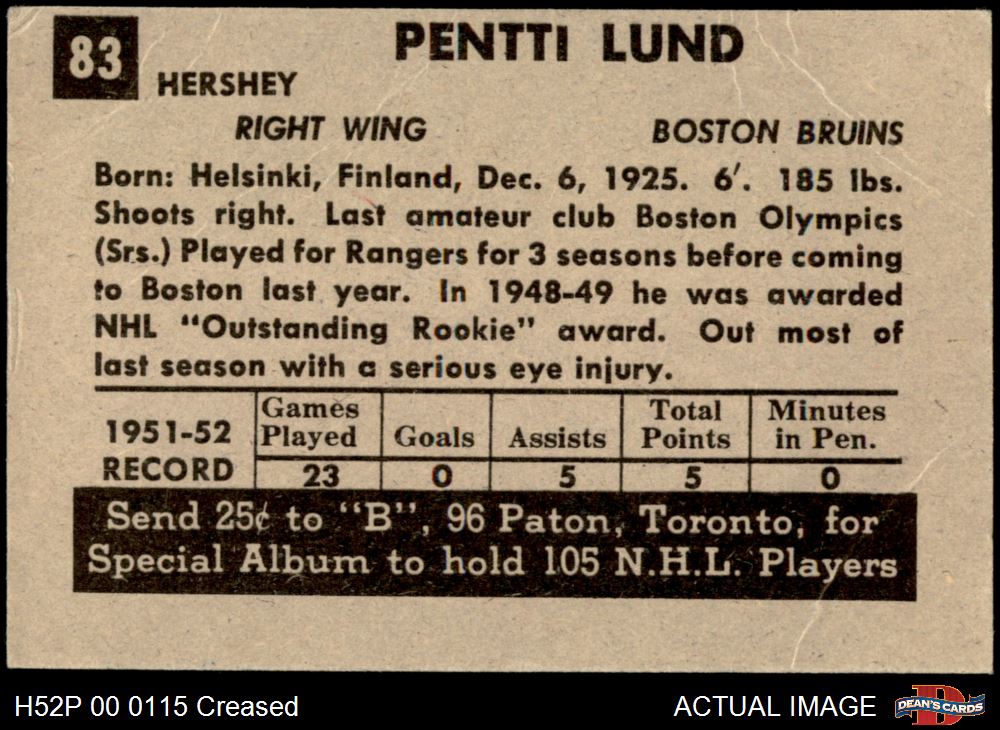 83
PENTTI LUND
HERSHEY
RIGHT WING BOSTON BRUINS
Born: Helsinki, Finland, Dec. 6, 1925. 6′. 185 lbs.
Shoots right. Last amateur club Boston Olympics
(Srs.) Played for Rangers for 3 seasons before coming
to Boston last year. In 1948-49 he was awarded
NHL "Outstanding Rookie" award. Out most of
last season with a serious eye injury.
1951-52 RECORD
Games Played Goals Assists Total Points Minutes in Pen.
23 0 5 5 0
Send 25¢ to "B", 96 Paton, Toronto, for
Special Album to hold 105 N.H.L. Players
H52P 00 0115 Creased ACTUAL IMAGE D DEAN'S CARDS